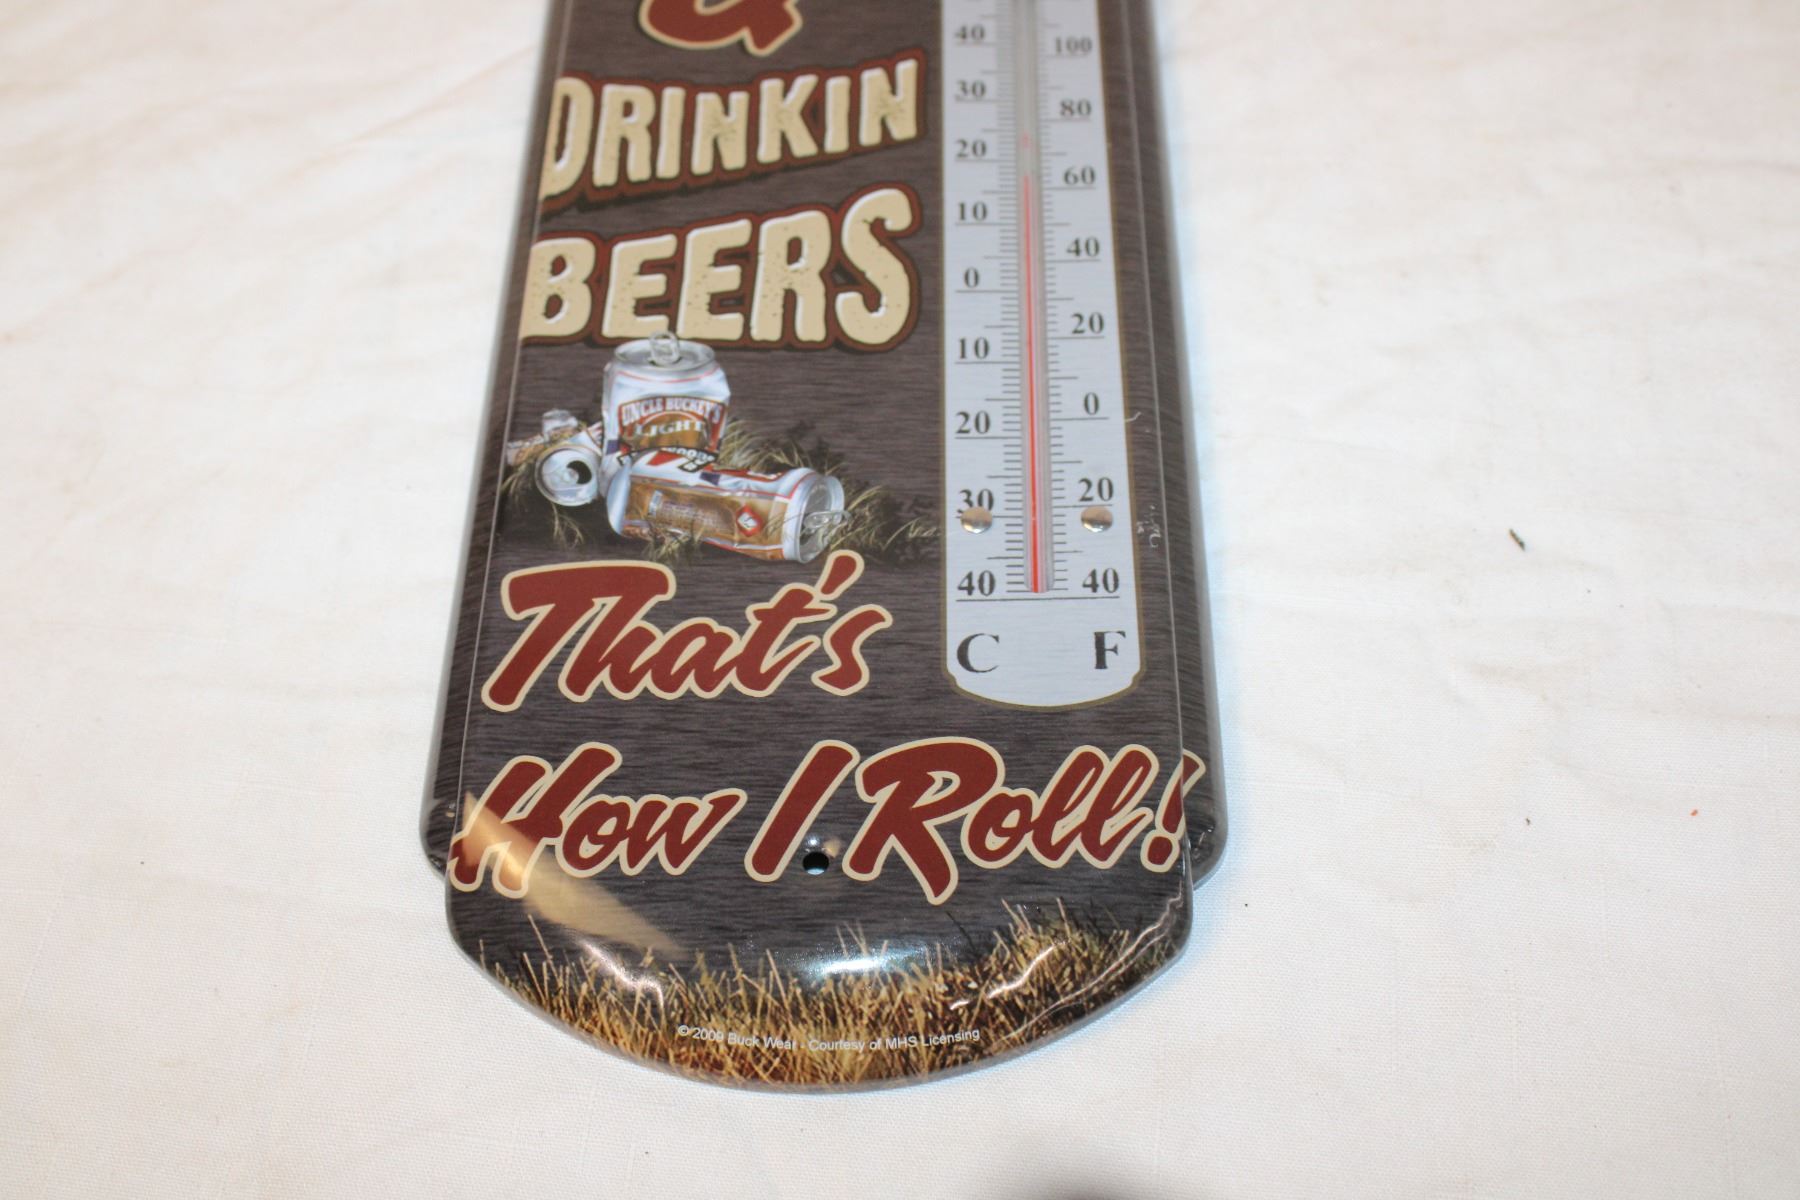 &
DRINKIN
BEERS
UNCLE BUCKEY'S
LIGHT
That's
How I Roll!
40 100
30 80
20 60
10 40
0 20
10 0
20 20
30 40
40
C F
© 2009 Buck Wear - Courtesy of MHS Licensing